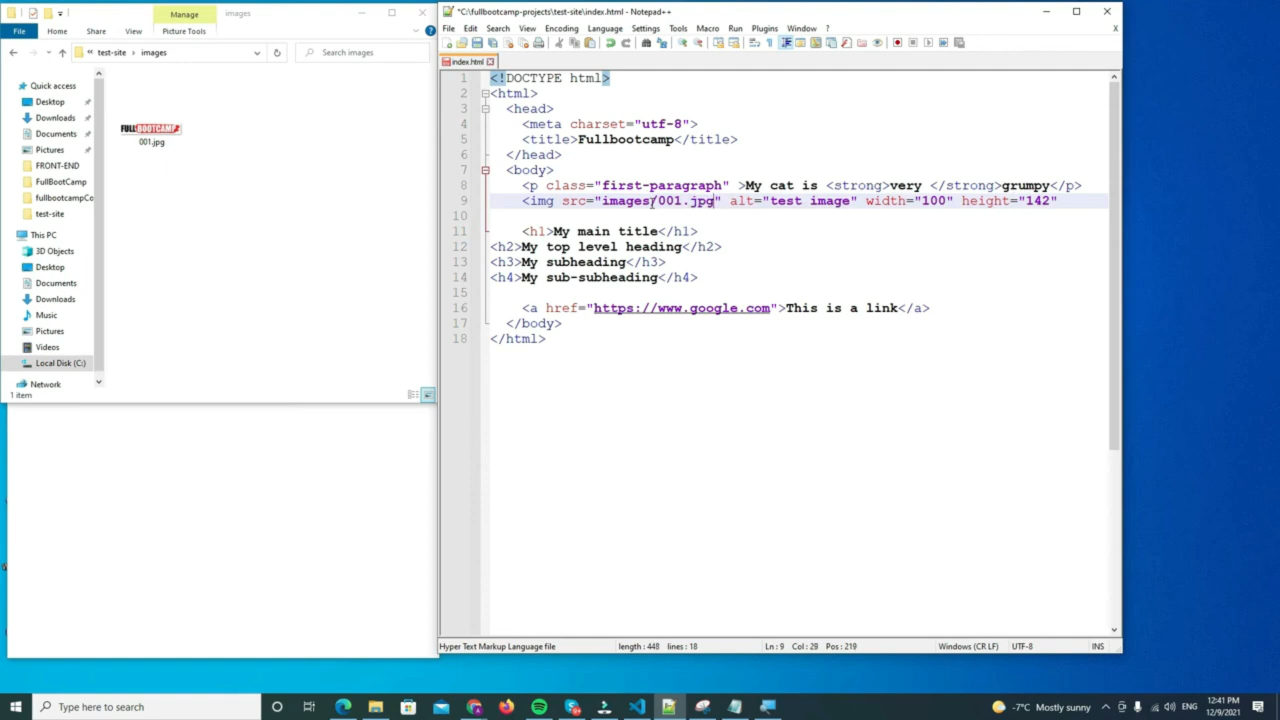 Manage
images
File
Home
Share
View
Picture Tools
« test-site > images
Search images
Quick access
Desktop
Downloads
Documents
Pictures
FRONT-END
FullBootCamp
fullbootcampCo
test-site
This PC
3D Objects
Desktop
Documents
Downloads
Music
Pictures
Videos
Local Disk (C:)
Network
1 item
FULLBOOTCAMP
001.jpg
*C:\fullbootcamp-projects\test-site\index.html - Notepad++
File Edit Search View Encoding Language Settings Tools Macro Run Plugins Window ?
X
index.html
1 <!DOCTYPE html>
2 <html>
3 <head>
4 <meta charset="utf-8">
5 <title>Fullbootcamp</title>
6 </head>
7 <body>
8 <p class="first-paragraph" >My cat is <strong>very </strong>grumpy</p>
9 <img src="images/001.jpg" alt="test image" width="100" height="142"
10
11 <h1>My main title</h1>
12 <h2>My top level heading</h2>
13 <h3>My subheading</h3>
14 <h4>My sub-subheading</h4>
15
16 <a href="https://www.google.com">This is a link</a>
17 </body>
18 </html>
Hyper Text Markup Language file
length : 448 lines : 18
Ln : 9 Col : 29 Pos : 219
Windows (CR LF)
UTF-8
INS
Type here to search
-7°C Mostly sunny
ENG
12:41 PM
12/9/2021